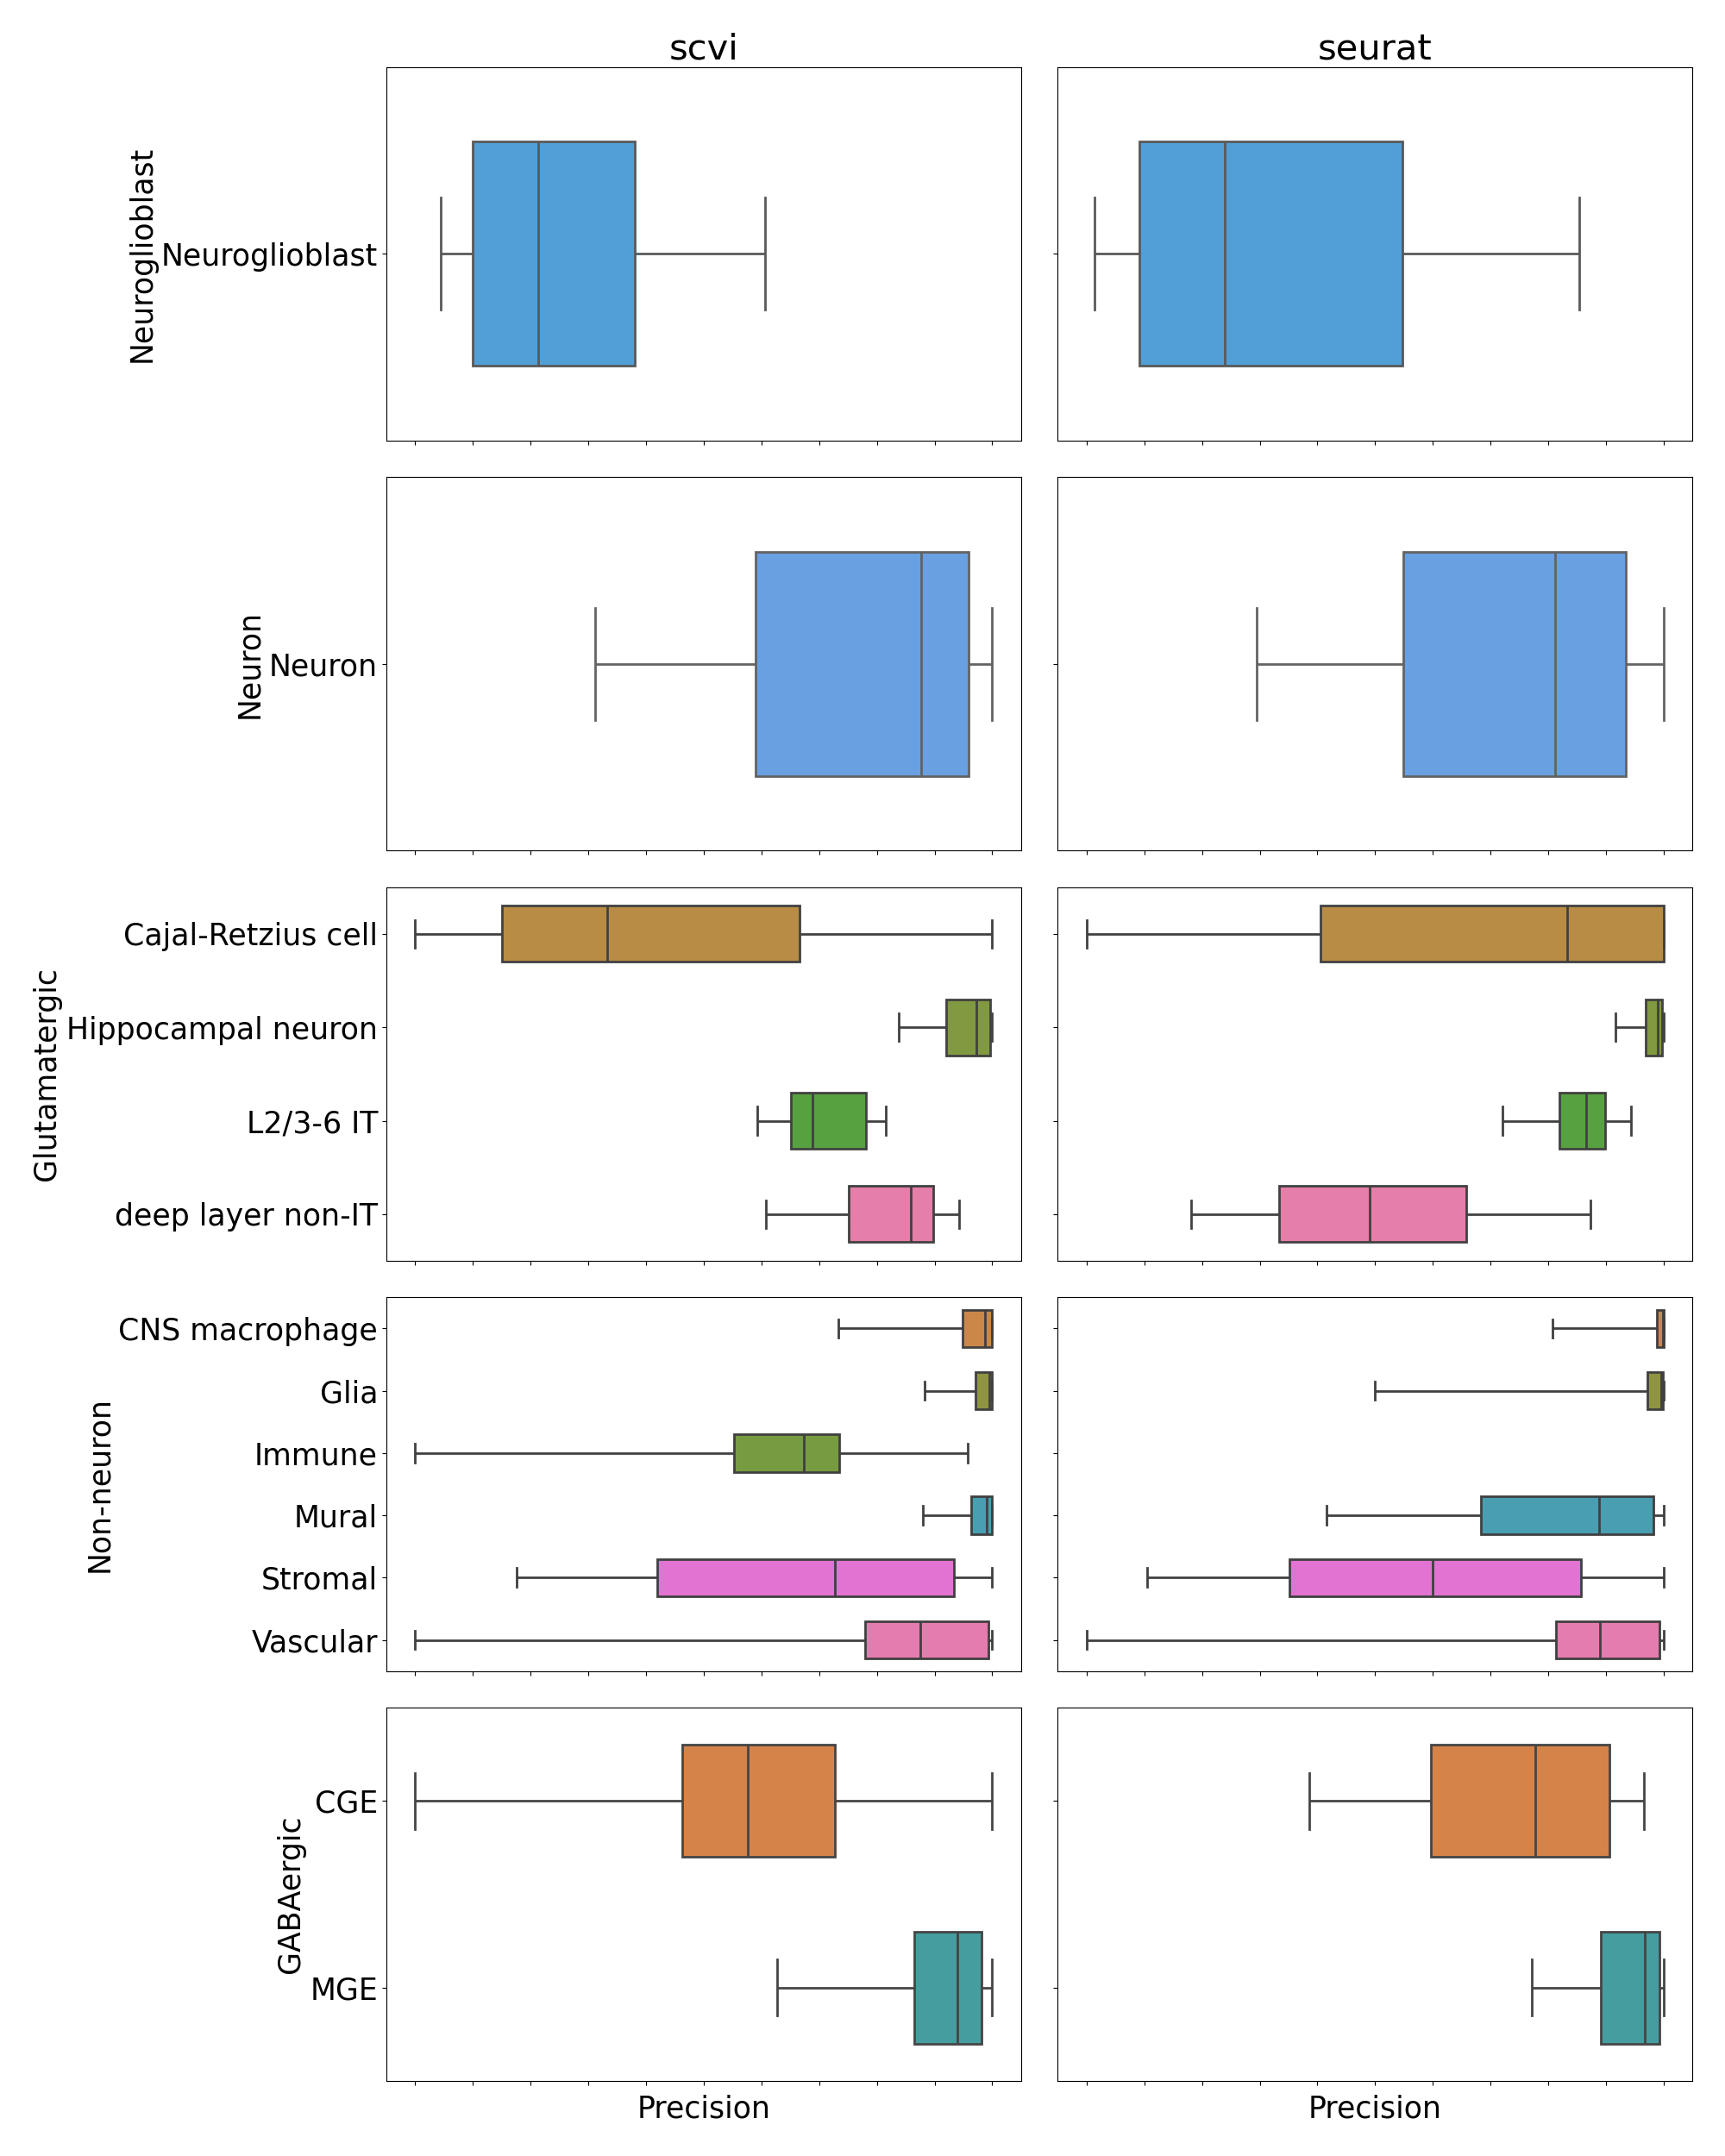 scvi
seurat
Neuroglioblast
Neuroglioblast
Neuron
Neuron
Glutamatergic
Cajal-Retzius cell
Hippocampal neuron
L2/3-6 IT
deep layer non-IT
Non-neuron
CNS macrophage
Glia
Immune
Mural
Stromal
Vascular
GABAergic
CGE
MGE
Precision
Precision